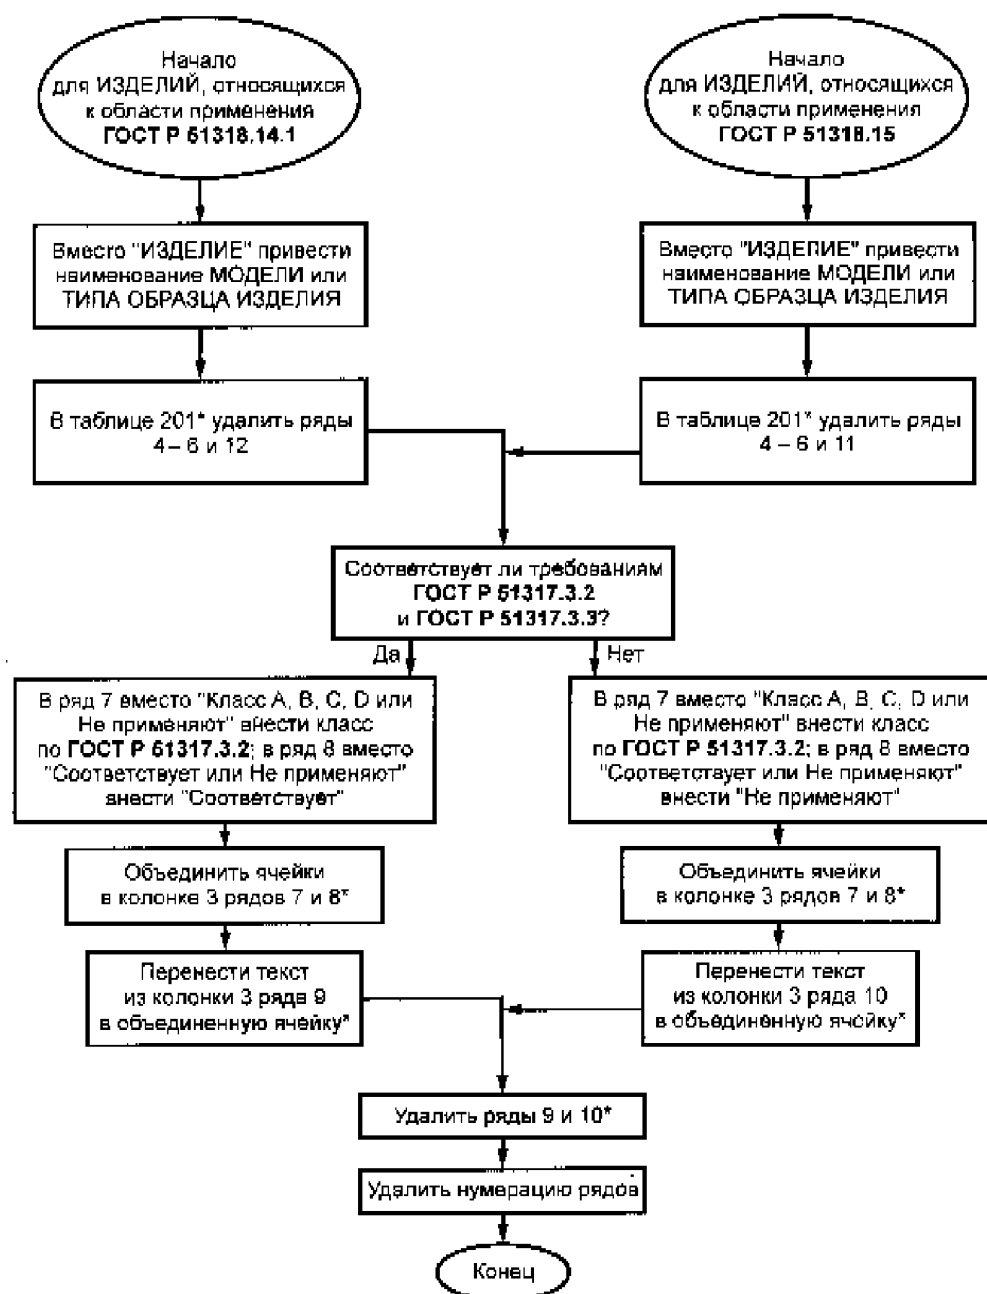 Начало
для ИЗДЕЛИЙ, относящихся
к области применения
ГОСТ Р 51318.14.1
Начало
для ИЗДЕЛИЙ, относящихся
к области применения
ГОСТ Р 51318.15
Вместо "ИЗДЕЛИЕ" привести
наименование МОДЕЛИ или
ТИПА ОБРАЗЦА ИЗДЕЛИЯ
Вместо "ИЗДЕЛИЕ" привести
наименование МОДЕЛИ или
ТИПА ОБРАЗЦА ИЗДЕЛИЯ
В таблице 201* удалить ряды
4 – 6 и 12
В таблице 201* удалить ряды
4 – 6 и 11
Соответствует ли требованиям
ГОСТ Р 51317.3.2
и ГОСТ Р 51317.3.3?
Да
Нет
В ряд 7 вместо "Класс A, B, C, D или
Не применяют" внести класс
по ГОСТ Р 51317.3.2; в ряд 8 вместо
"Соответствует или Не применяют"
внести "Соответствует"
В ряд 7 вместо "Класс A, B, C, D или
Не применяют" внести класс
по ГОСТ Р 51317.3.2; в ряд 8 вместо
"Соответствует или Не применяют"
внести "Не применяют"
Объединить ячейки
в колонке 3 рядов 7 и 8*
Объединить ячейки
в колонке 3 рядов 7 и 8*
Перенести текст
из колонки 3 ряда 9
в объединенную ячейку*
Перенести текст
из колонки 3 ряда 10
в объединенную ячейку*
Удалить ряды 9 и 10*
Удалить нумерацию рядов
Конец